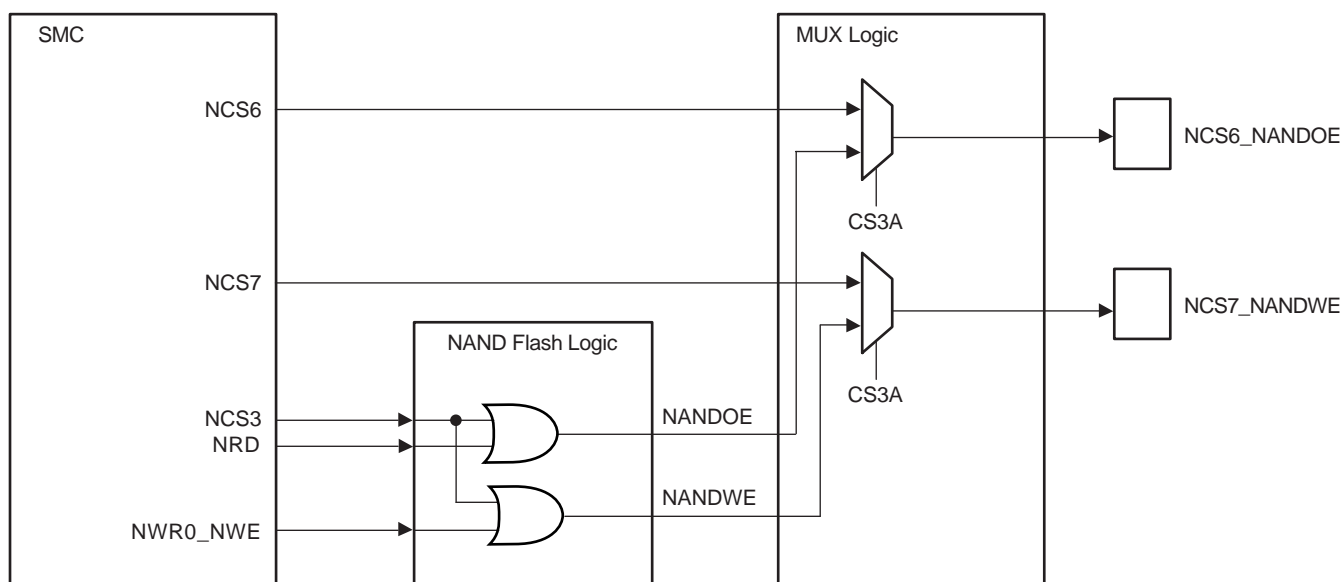 SMC
MUX Logic
NCS6
NCS6_NANDOE
CS3A
NCS7
NCS7_NANDWE
NAND Flash Logic
CS3A
NCS3
NANDOE
NRD
NANDWE
NWR0_NWE